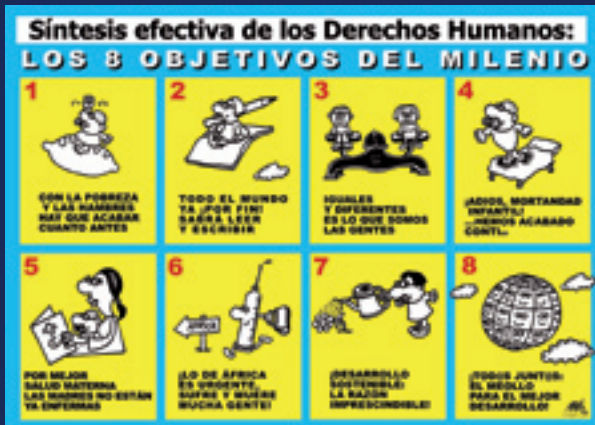 Síntesis efectiva de los Derechos Humanos:
LOS 8 OBJETIVOS DEL MILENIO
1
CON LA POBREZA
Y LAS HAMBRES
HAY QUE ACABAR
CUANTO ANTES
2
TODO EL MUNDO
YA ¡POR FIN!
SABRÁ LEER
Y ESCRIBIR
3
IGUALES
Y DIFERENTES
ES LO QUE SOMOS
LAS GENTES
4
¡ADIOS, MORTANDAD
INFANTIL!
...HEMOS ACABADO
CONTI...
5
POR MEJOR
SALUD MATERNA
LAS MADRES NO ESTÁN
YA ENFERMAS
6
¡LO DE ÁFRICA
ES URGENTE,
SUFRE Y MUERE
MUCHA GENTE!
7
¡DESARROLLO
SOSTENIBLE:
LA RAZÓN
IMPRESCINDIBLE!
8
¡TOD@S JUNT@S:
EL MEOLLO
PARA EL MEJOR
DESARROLLO!